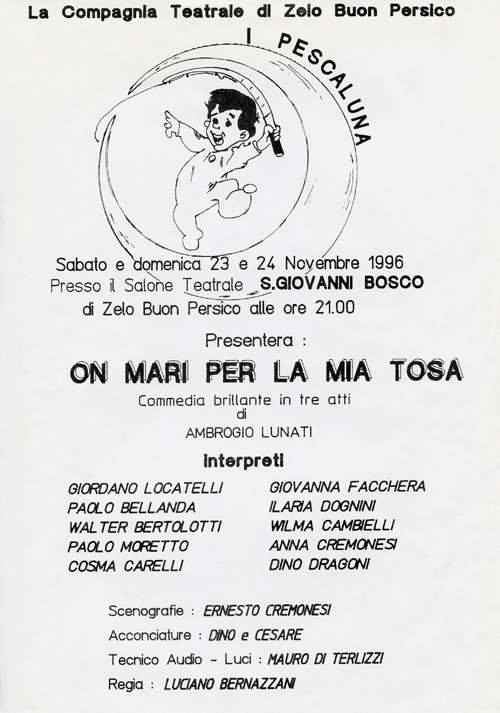 La Compagnia Teatrale di Zelo Buon Persico
I PESCALUNA
Sabato e domenica 23 e 24 Novembre 1996
Presso il Salone Teatrale S.GIOVANNI BOSCO
di Zelo Buon Persico alle ore 21.00
Presentera :
ON MARI PER LA MIA TOSA
Commedia brillante in tre atti
di
AMBROGIO LUNATI
Interpreti
GIORDANO LOCATELLI GIOVANNA FACCHERA
PAOLO BELLANDA ILARIA DOGNINI
WALTER BERTOLOTTI WILMA CAMBIELLI
PAOLO MORETTO ANNA CREMONESI
COSMA CARELLI DINO DRAGONI
Scenografie : ERNESTO CREMONESI
Acconciature : DINO e CESARE
Tecnico Audio - Luci : MAURO DI TERLIZZI
Regia : LUCIANO BERNAZZANI